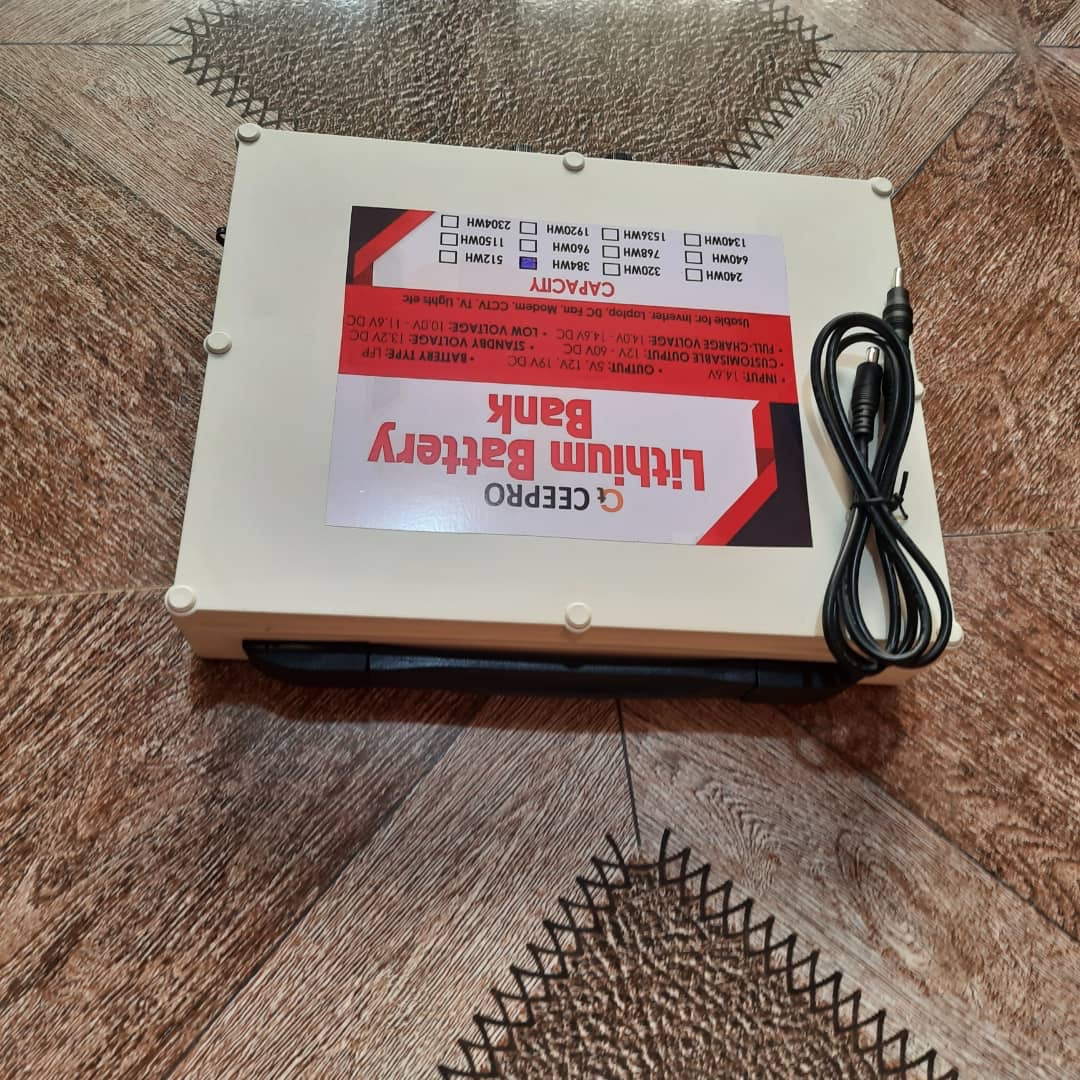 Ct CEEPRO
Lithium Battery
Bank
• INPUT: 14.6V • OUTPUT: 5V, 12V, 19V DC • BATTERY TYPE: LFP
• CUSTOMISABLE OUTPUT: 12V - 60V DC • STANDBY VOLTAGE: 13.2V DC
• FULL-CHARGE VOLTAGE: 14.0V - 14.6V DC • LOW VOLTAGE: 10.0V - 11.6V DC
Usable for: Inverter, Laptop, DC Fan, Modem, CCTV, TV, Lights etc
CAPACITY
240WH 320WH 384WH 512WH
640WH 768WH 960WH 1150WH
1340WH 1536WH 1920WH 2304WH